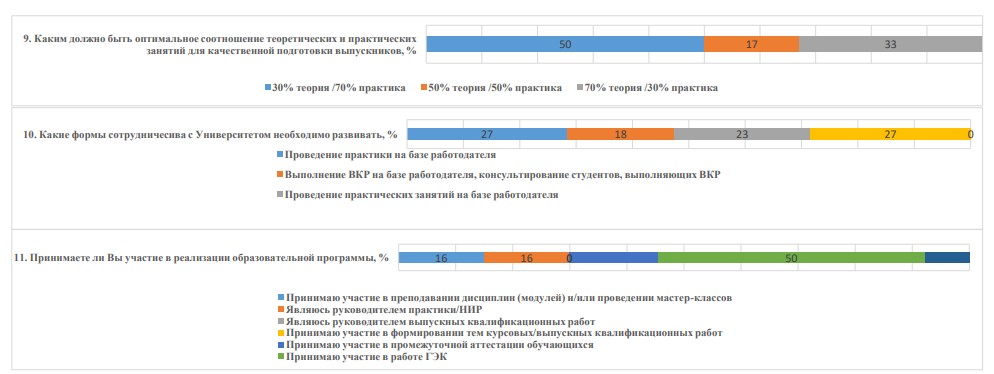 9. Каким должно быть оптимальное соотношение теоретических и практических
занятий для качественной подготовки выпускников, %
50 17 33
30% теория /70% практика 50% теория /50% практика 70% теория /30% практика
10. Какие формы сотрудничесива с Университетом необходимо развивать, %
27 18 23 27 0
Проведение практики на базе работодателя
Выполнение ВКР на базе работодателя, консультирование студентов, выполняющих ВКР
Проведение практических занятий на базе работодателя
11. Принимаете ли Вы участие в реализации образовательной программы, %
16 16 0 50
Принимаю участие в преподавании дисциплин (модулей) и/или проведении мастер-классов
Являюсь руководителем практики/НИР
Являюсь руководителем выпускных квалификационных работ
Принимаю участие в формировании тем курсовых/выпускных квалификационных работ
Принимаю участие в промежуточной аттестации обучающихся
Принимаю участие в работе ГЭК